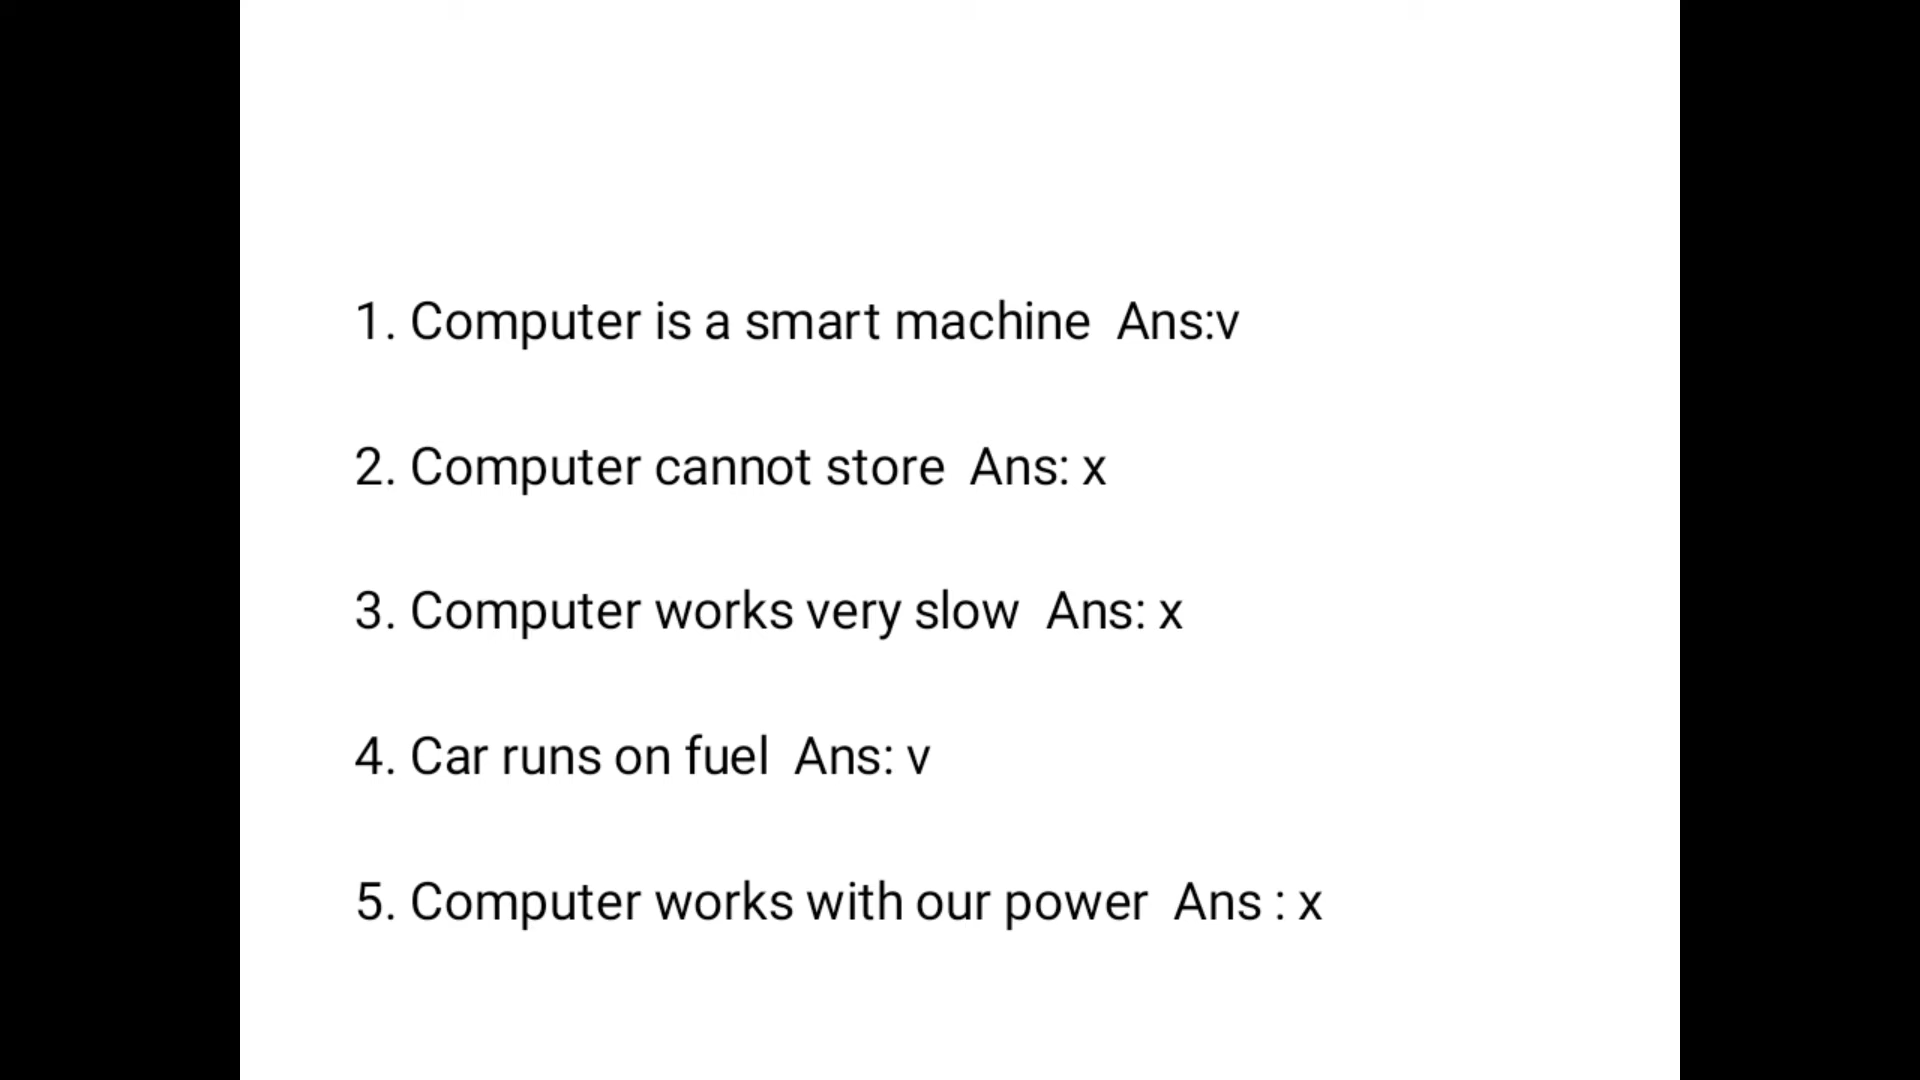 1. Computer is a smart machine  Ans:v
2. Computer cannot store  Ans: x
3. Computer works very slow  Ans: x
4. Car runs on fuel  Ans: v
5. Computer works with our power  Ans : x